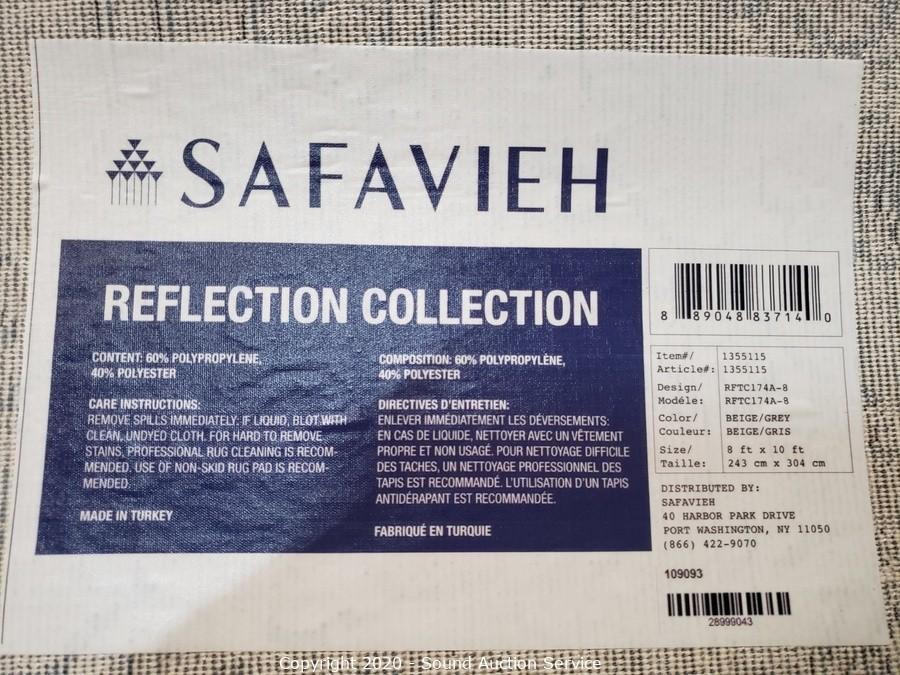 SAFAVIEH
REFLECTION COLLECTION
CONTENT: 60% POLYPROPYLENE,
40% POLYESTER
CARE INSTRUCTIONS:
REMOVE SPILLS IMMEDIATELY. IF LIQUID, BLOT WITH
CLEAN, UNDYED CLOTH. FOR HARD TO REMOVE
STAINS, PROFESSIONAL RUG CLEANING IS RECOM-
MENDED. USE OF NON-SKID RUG PAD IS RECOM-
MENDED.
MADE IN TURKEY
COMPOSITION: 60% POLYPROPYLÈNE,
40% POLYESTER
DIRECTIVES D'ENTRETIEN:
ENLEVER IMMÉDIATEMENT LES DÉVERSEMENTS:
EN CAS DE LIQUIDE, NETTOYER AVEC UN VÊTEMENT
PROPRE ET NON USAGÉ. POUR NETTOYAGE DIFFICILE
DES TACHES, UN NETTOYAGE PROFESSIONNEL DES
TAPIS EST RECOMMANDÉ. L'UTILISATION D'UN TAPIS
ANTIDÉRAPANT EST RECOMMANDÉE.
FABRIQUÉ EN TURQUIE
8 89048 83714 0
Item#/ 1355115
Article#: 1355115
Design/ RFTC174A-8
Modéle: RFTC174A-8
Color/ BEIGE/GREY
Couleur: BEIGE/GRIS
Size/ 8 ft x 10 ft
Taille: 243 cm x 304 cm
DISTRIBUTED BY:
SAFAVIEH
40 HARBOR PARK DRIVE
PORT WASHINGTON, NY 11050
(866) 422-9070
109093
28999043
Copyright 2020 - Sound Auction Service